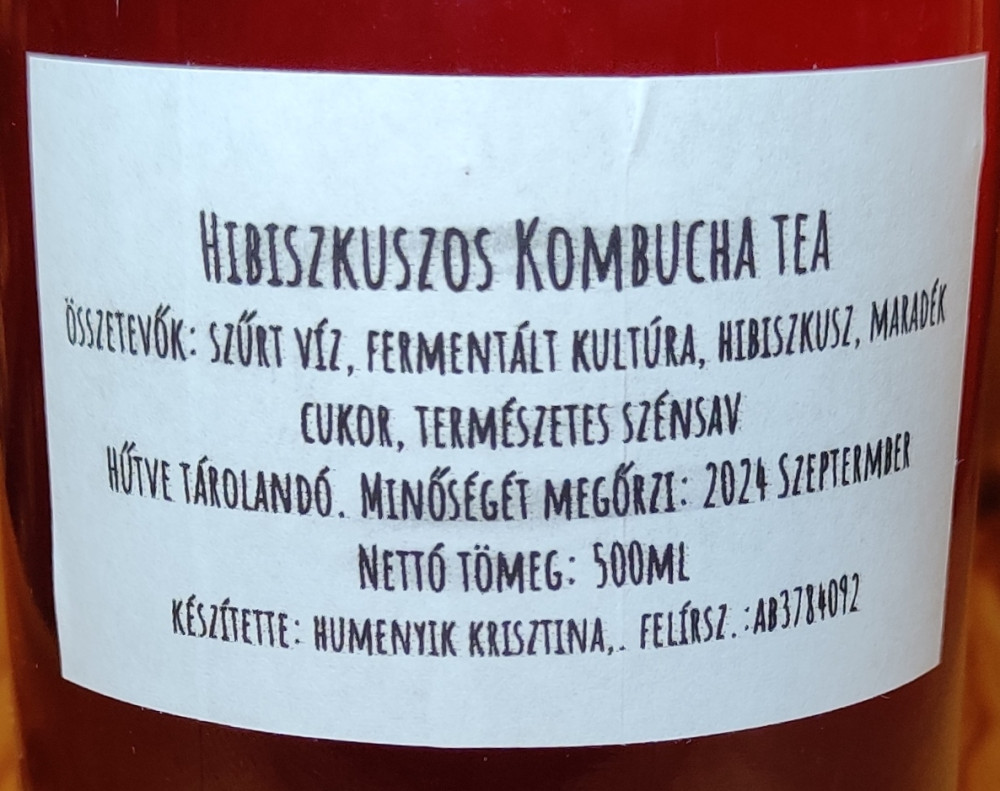 Hibiszkuszos Kombucha tea
Összetevők: szűrt víz, fermentált kultúra, hibiszkusz, maradék
cukor, természetes szénsav
Hűtve tárolandó. Minőségét megőrzi: 2024 Szeptermber
Nettó tömeg: 500ml
Készítette: Humenyik Krisztina,. felírsz.:AB3784092